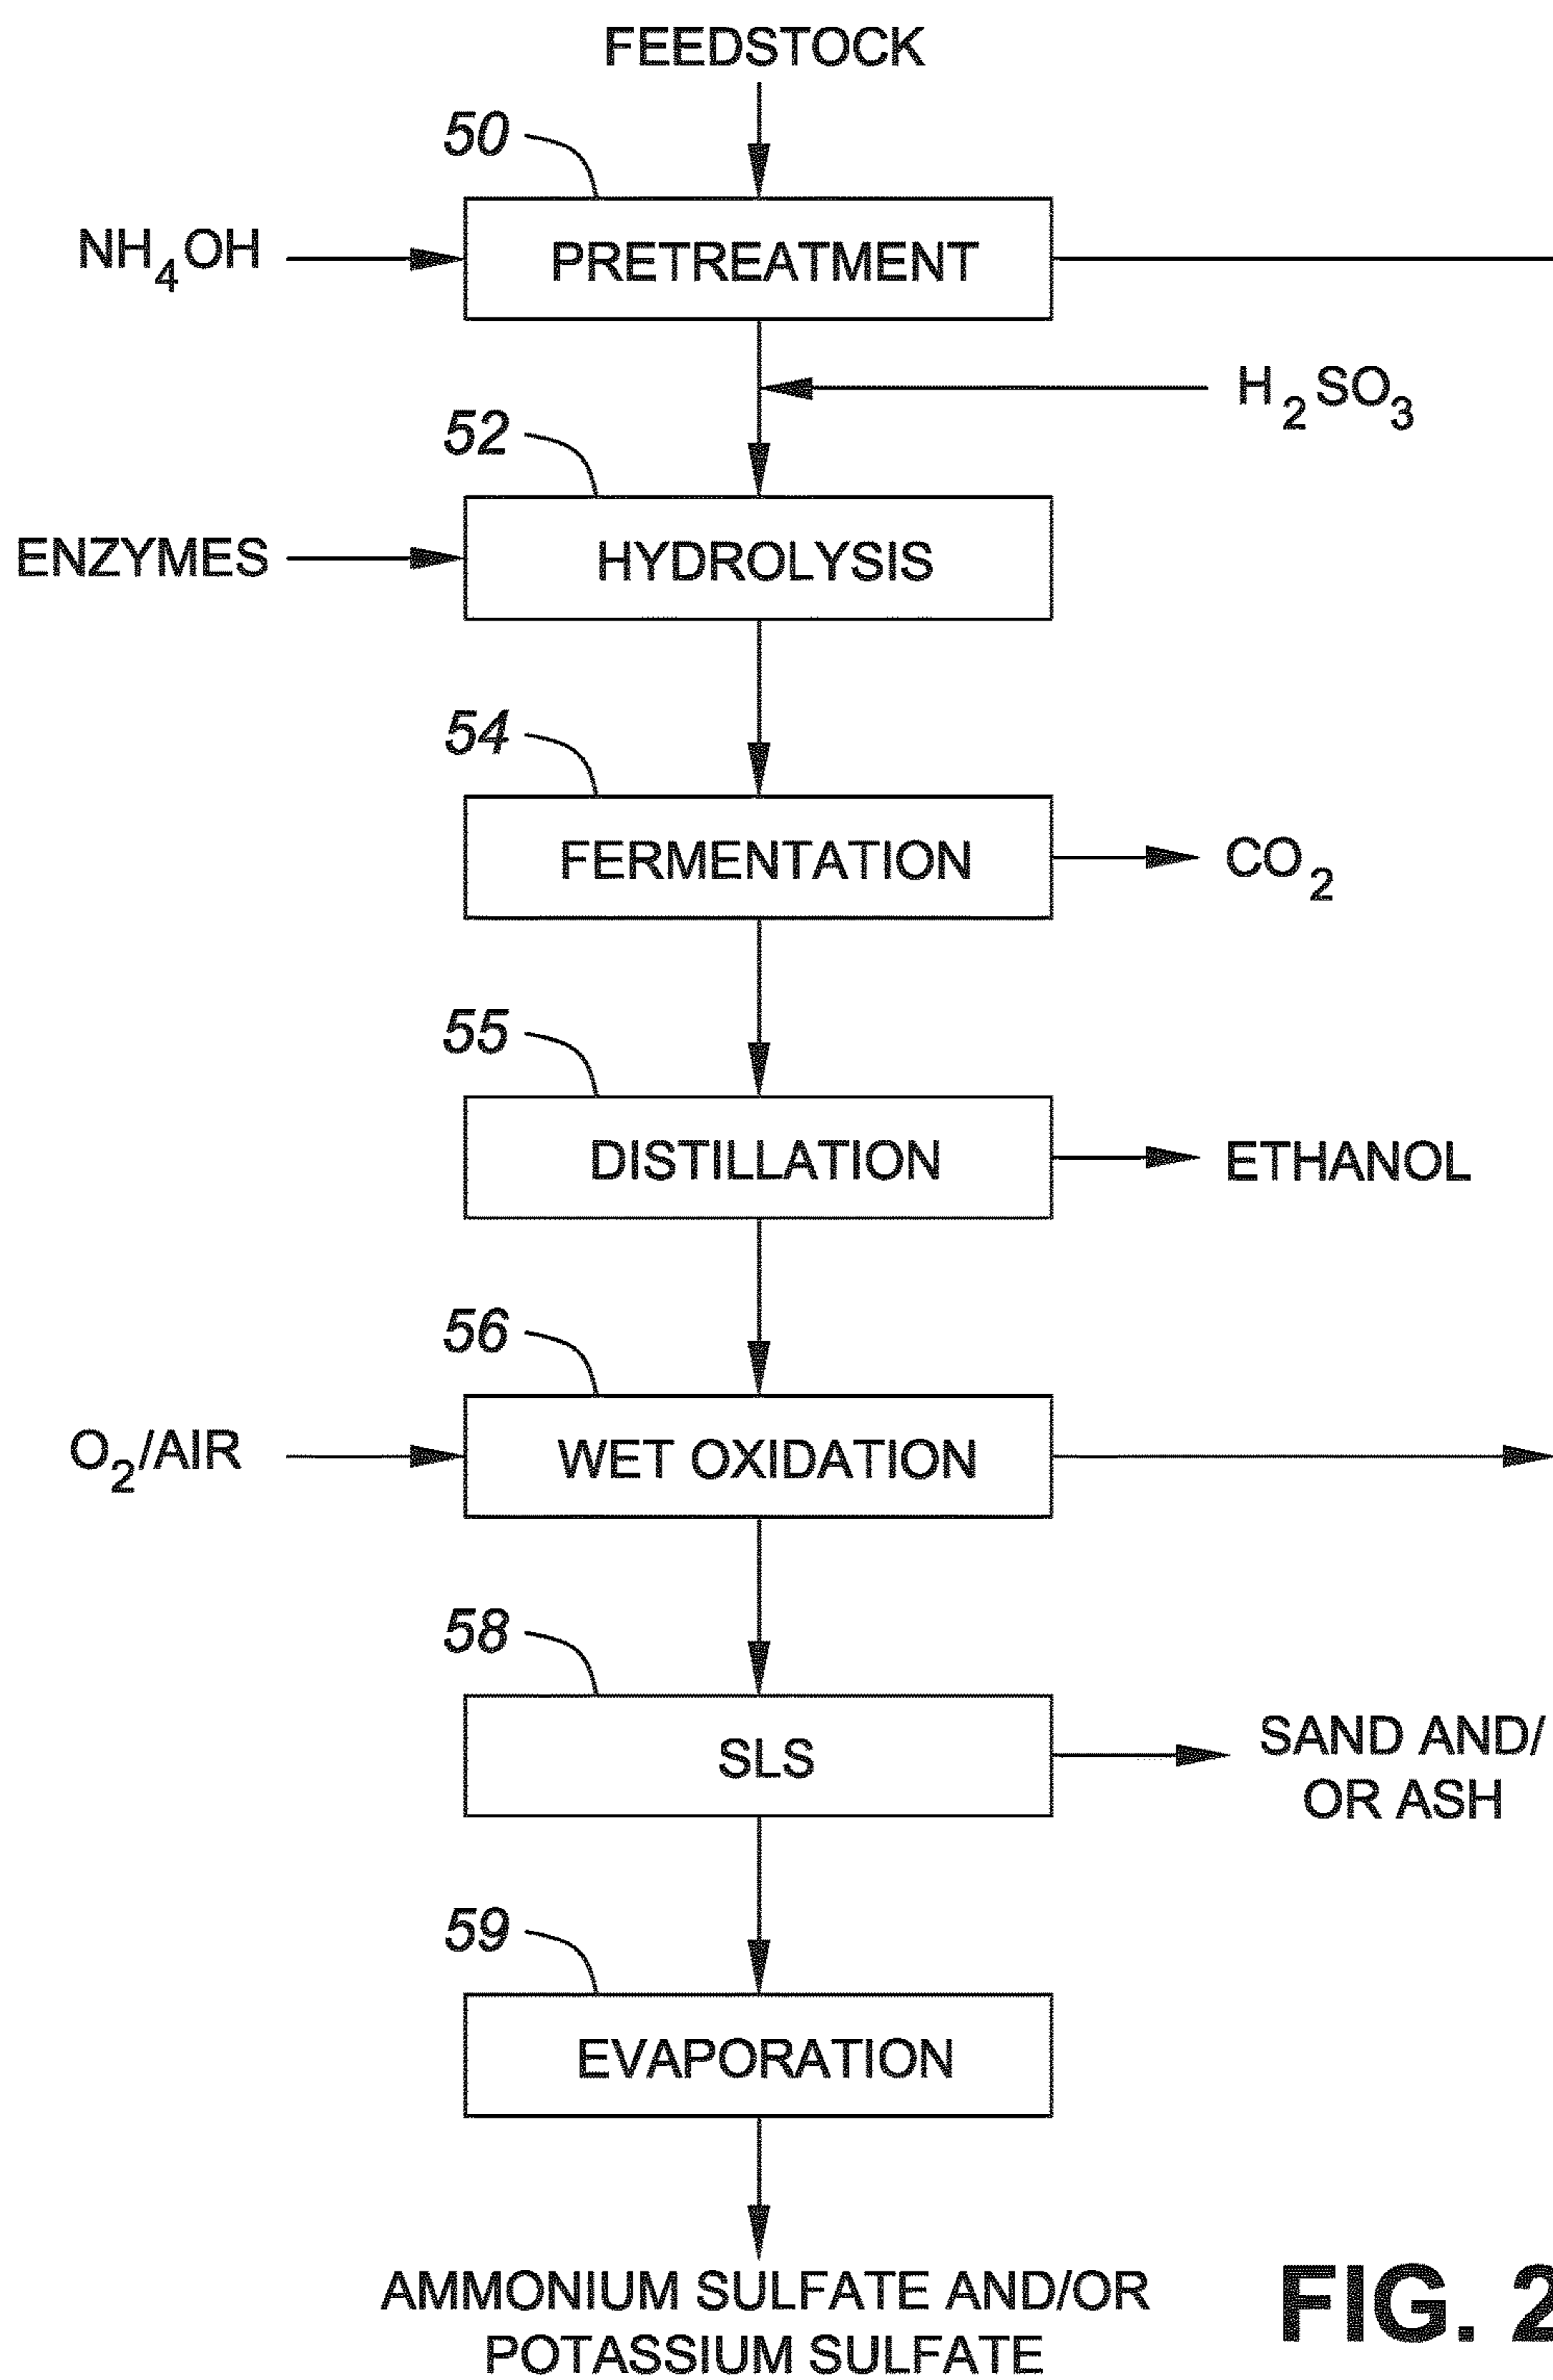 FEEDSTOCK
50
NH4OH
PRETREATMENT
H2SO3
52
ENZYMES
HYDROLYSIS
54
FERMENTATION
CO2
55
DISTILLATION
ETHANOL
56
O2/AIR
WET OXIDATION
58
SLS
SAND AND/
OR ASH
59
EVAPORATION
AMMONIUM SULFATE AND/OR
POTASSIUM SULFATE
FIG. 2